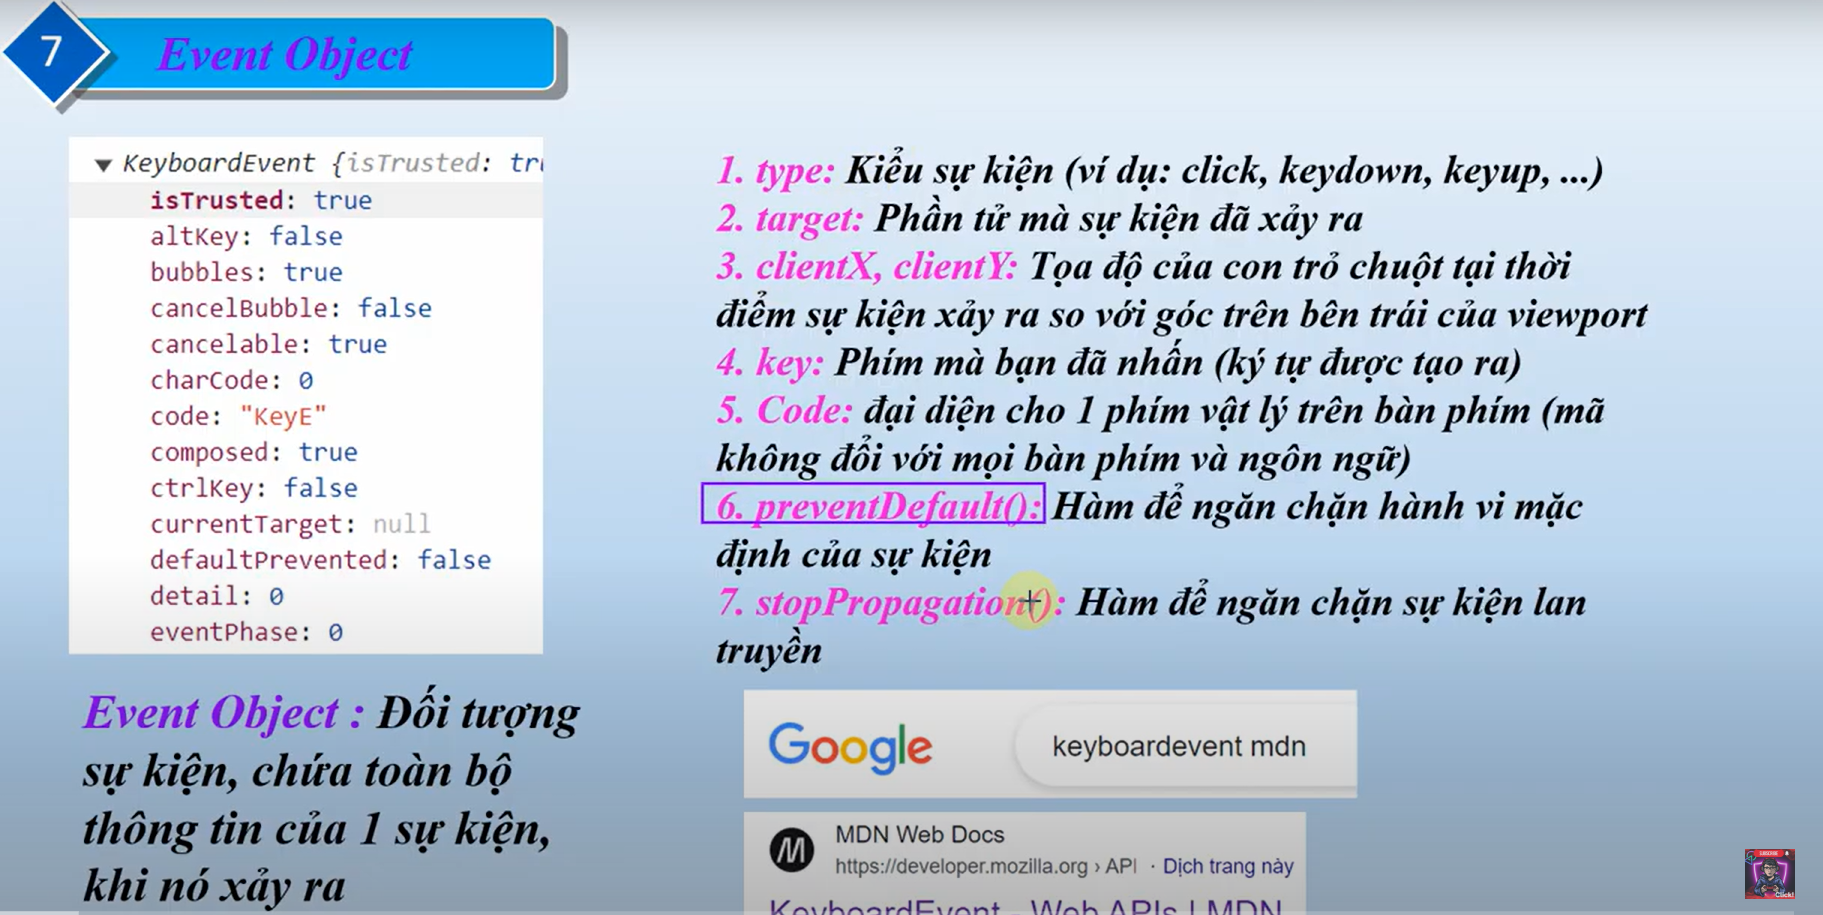 7
Event Object
KeyboardEvent {isTrusted: tr
isTrusted: true
altKey: false
bubbles: true
cancelBubble: false
cancelable: true
charCode: 0
code: "KeyE"
composed: true
ctrlKey: false
currentTarget: null
defaultPrevented: false
detail: 0
eventPhase: 0
Event Object : Đối tượng
sự kiện, chứa toàn bộ
thông tin của 1 sự kiện,
khi nó xảy ra
1. type: Kiểu sự kiện (ví dụ: click, keydown, keyup, ...)
2. target: Phần tử mà sự kiện đã xảy ra
3. clientX, clientY: Tọa độ của con trỏ chuột tại thời
điểm sự kiện xảy ra so với góc trên bên trái của viewport
4. key: Phím mà bạn đã nhấn (ký tự được tạo ra)
5. Code: đại diện cho 1 phím vật lý trên bàn phím (mã
không đổi với mọi bàn phím và ngôn ngữ)
6. preventDefault(): Hàm để ngăn chặn hành vi mặc
định của sự kiện
7. stopPropagation(): Hàm để ngăn chặn sự kiện lan
truyền
Google
keyboardevent mdn
MDN Web Docs
https://developer.mozilla.org › API · Dịch trang này
KeyboardEvent - Web APIs | MDN